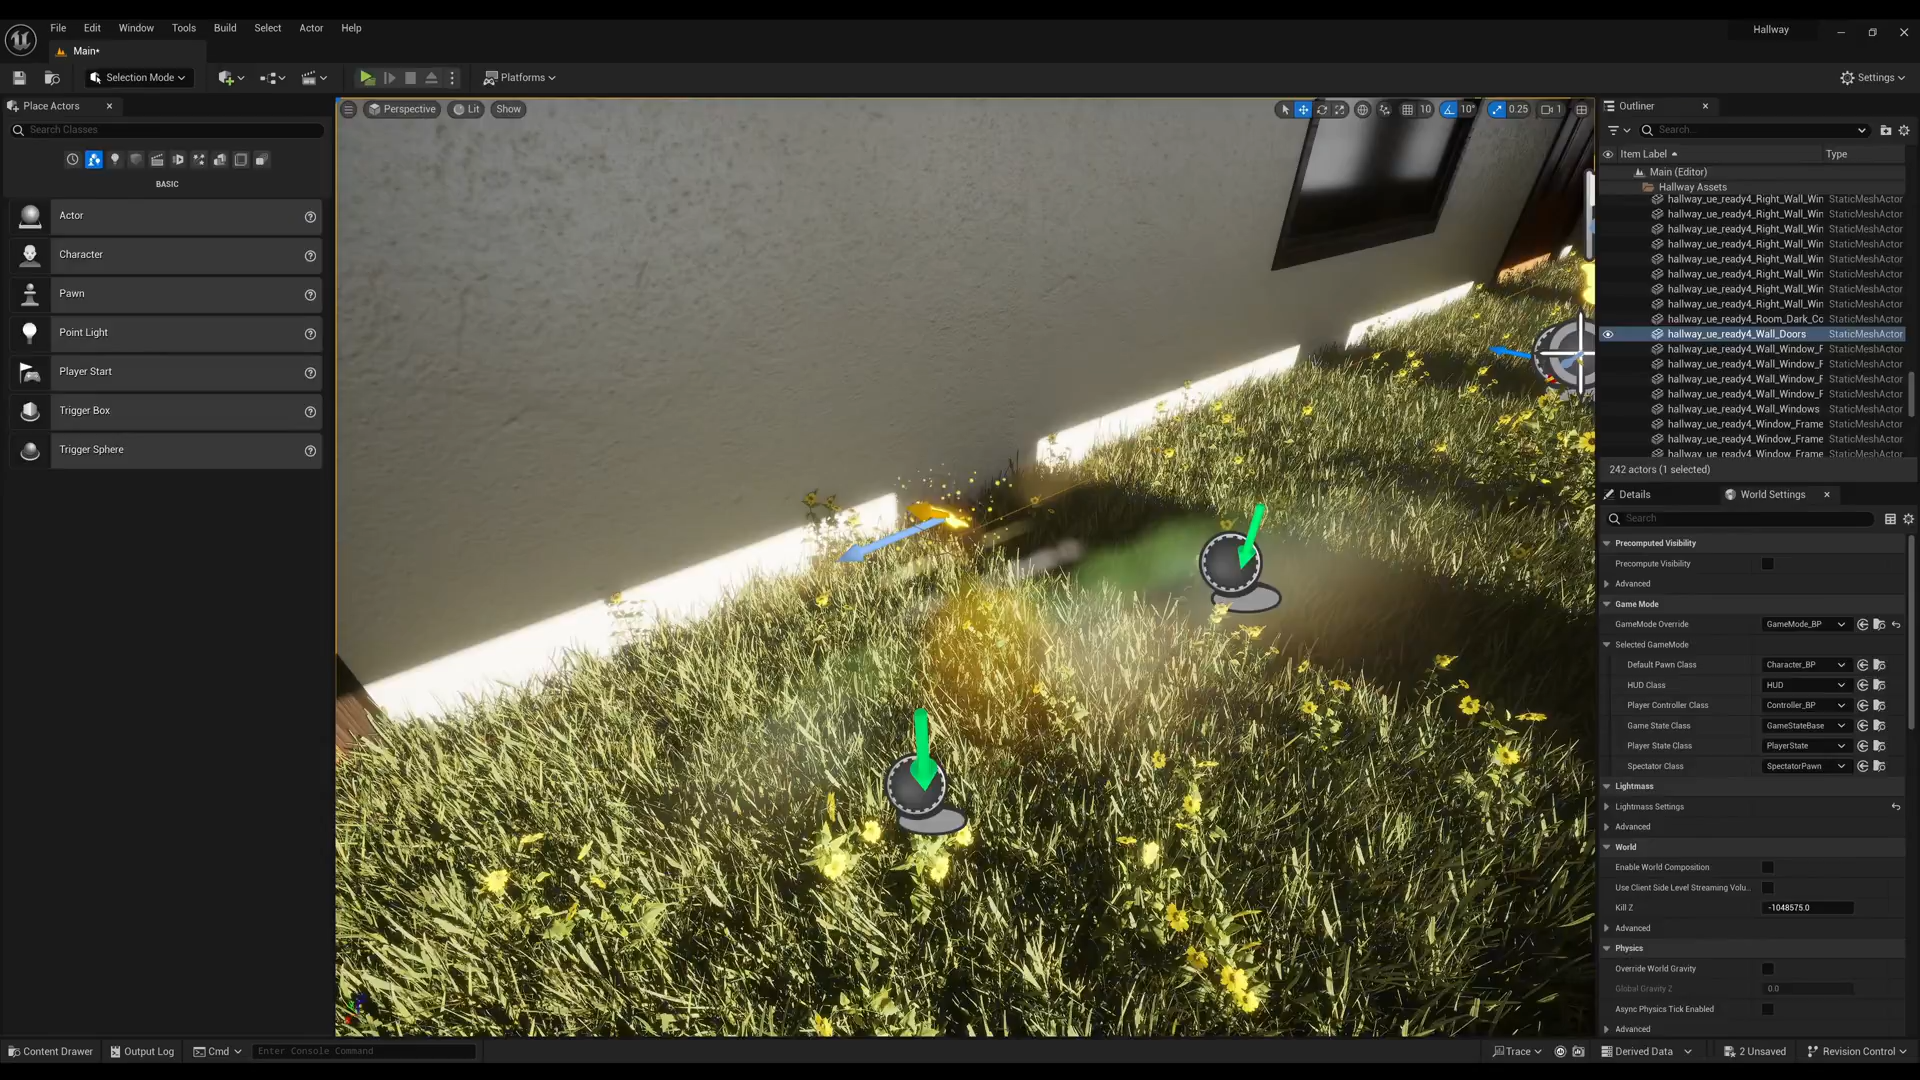 File Edit Window Tools Build Select Actor Help
Hallway
Main*
Selection Mode
Platforms
Settings
Place Actors
Search Classes
BASIC
Actor
Character
Pawn
Point Light
Player Start
Trigger Box
Trigger Sphere
Perspective Lit Show
10 10° 0.25 1
Outliner
Search...
Item Label Type
Main (Editor)
Hallway Assets
hallway_ue_ready4_Right_Wall_Win StaticMeshActor
hallway_ue_ready4_Right_Wall_Win StaticMeshActor
hallway_ue_ready4_Right_Wall_Win StaticMeshActor
hallway_ue_ready4_Right_Wall_Win StaticMeshActor
hallway_ue_ready4_Right_Wall_Win StaticMeshActor
hallway_ue_ready4_Right_Wall_Win StaticMeshActor
hallway_ue_ready4_Right_Wall_Win StaticMeshActor
hallway_ue_ready4_Right_Wall_Win StaticMeshActor
hallway_ue_ready4_Room_Dark_Co StaticMeshActor
hallway_ue_ready4_Wall_Doors StaticMeshActor
hallway_ue_ready4_Wall_Window_F StaticMeshActor
hallway_ue_ready4_Wall_Window_F StaticMeshActor
hallway_ue_ready4_Wall_Window_F StaticMeshActor
hallway_ue_ready4_Wall_Window_F StaticMeshActor
hallway_ue_ready4_Wall_Windows StaticMeshActor
hallway_ue_ready4_Window_Frame StaticMeshActor
hallway_ue_ready4_Window_Frame StaticMeshActor
hallway_ue_ready4_Window_Frame StaticMeshActor
242 actors (1 selected)
Details World Settings
Search
Precomputed Visibility
Precompute Visibility
Advanced
Game Mode
GameMode Override GameMode_BP
Selected GameMode
Default Pawn Class Character_BP
HUD Class HUD
Player Controller Class Controller_BP
Game State Class GameStateBase
Player State Class PlayerState
Spectator Class SpectatorPawn
Lightmass
Lightmass Settings
Advanced
World
Enable World Composition
Use Client Side Level Streaming Volu..
Kill Z -1048575.0
Advanced
Physics
Override World Gravity
Global Gravity Z 0.0
Async Physics Tick Enabled
Advanced
Content Drawer Output Log Cmd Enter Console Command
Trace Derived Data 2 Unsaved Revision Control